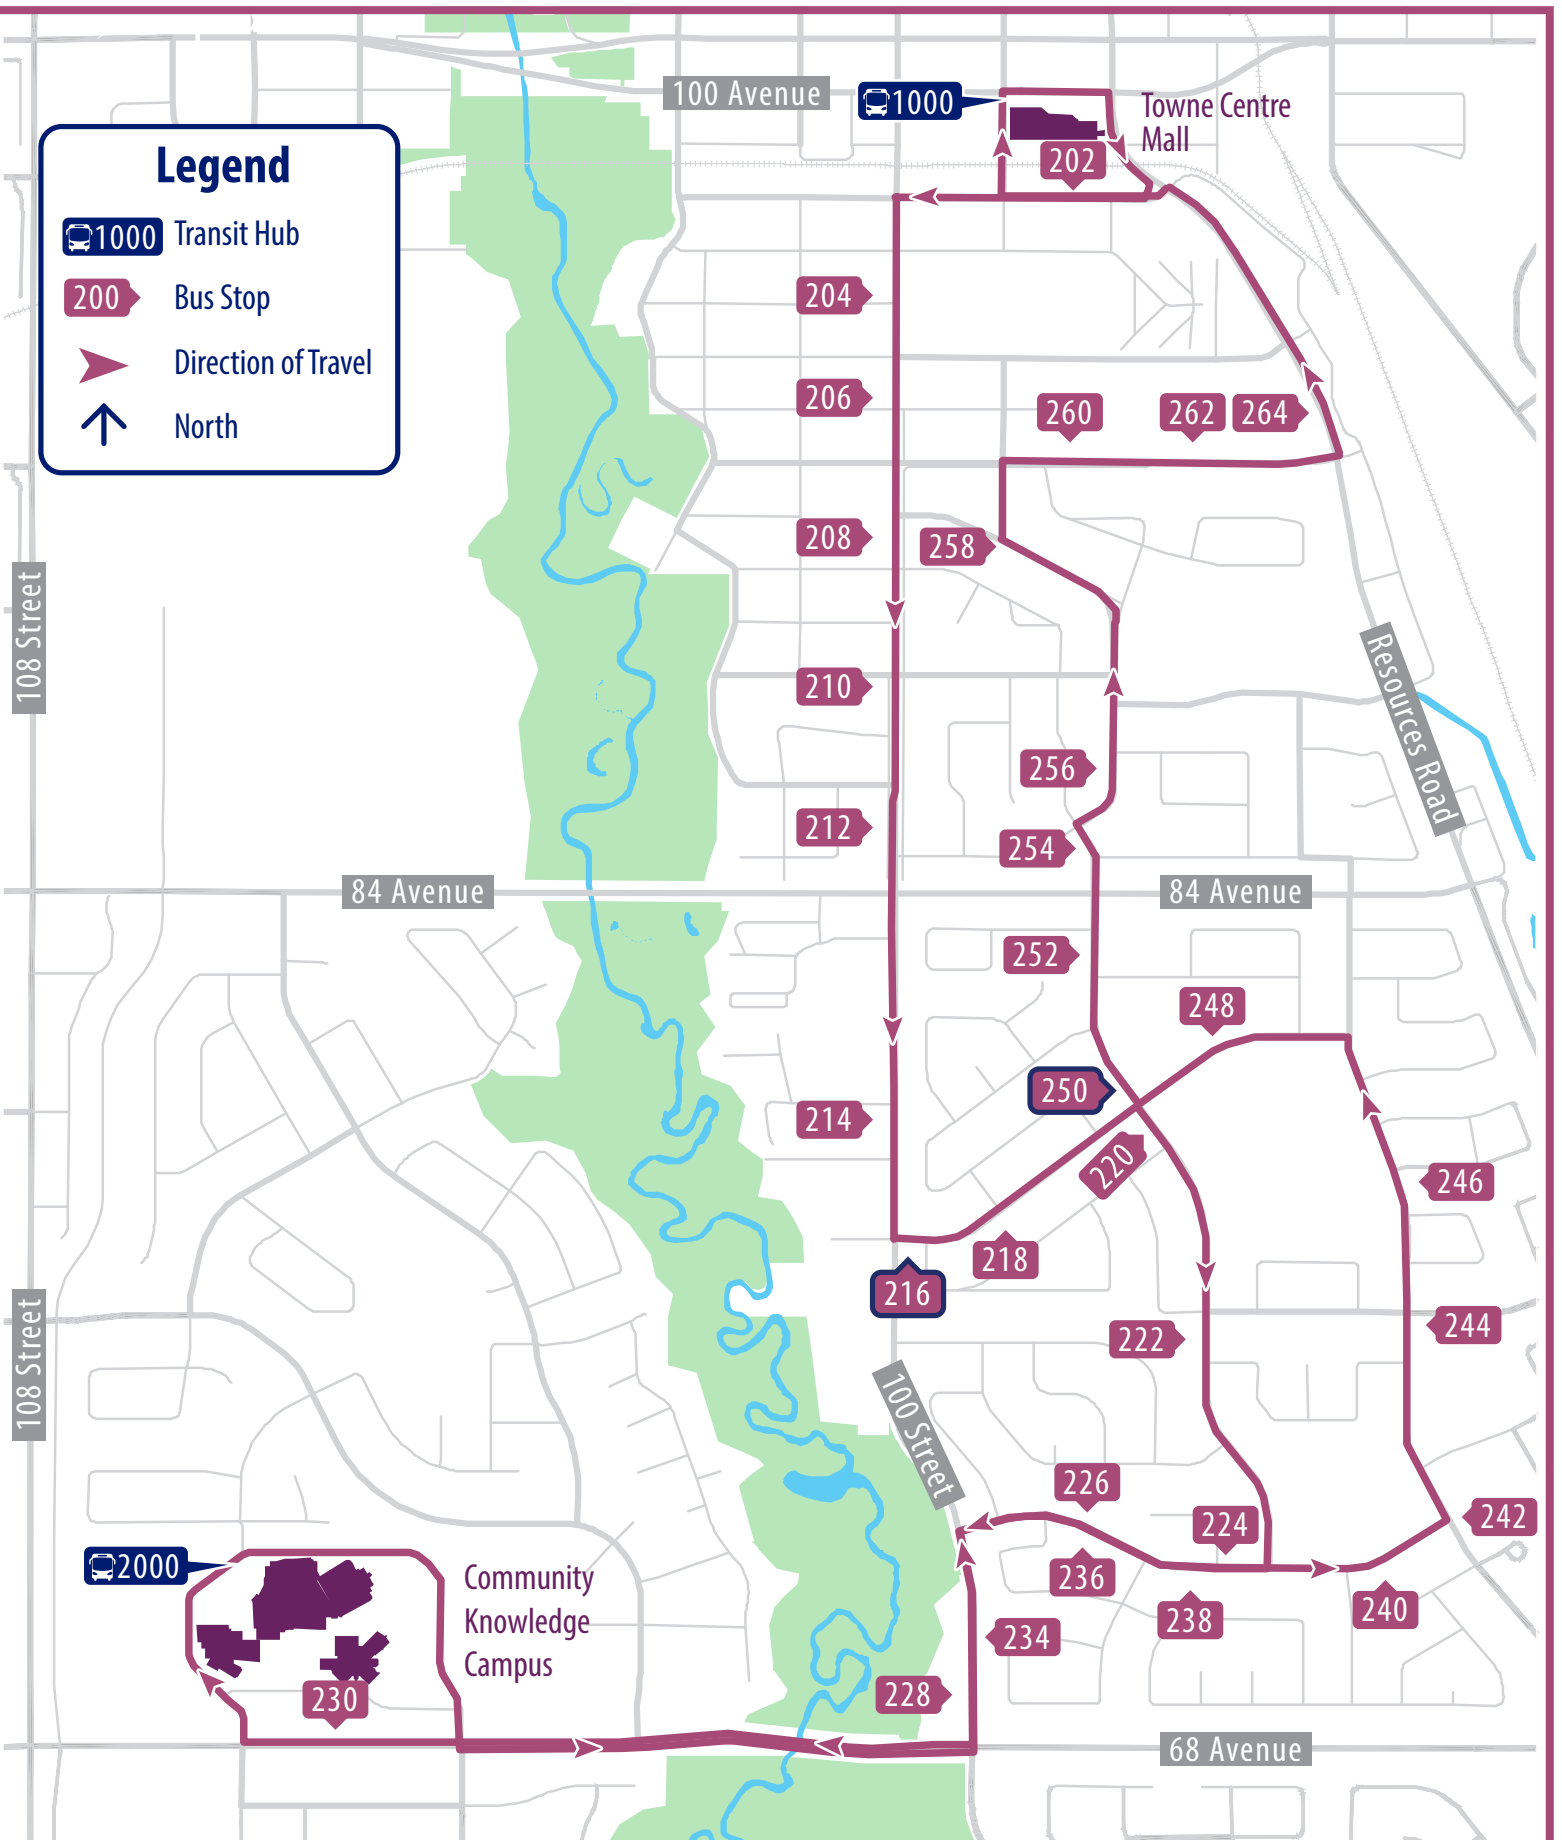 100 Avenue
1000
Towne Centre
Mall
202
Legend
1000 Transit Hub
200 Bus Stop
Direction of Travel
North
204
206
260
262
264
208
258
108 Street
210
Resources Road
256
212
254
84 Avenue
84 Avenue
252
248
250
214
220
246
218
216
108 Street
244
222
100 Street
226
224
242
2000
Community
Knowledge
Campus
236
240
238
234
228
230
68 Avenue